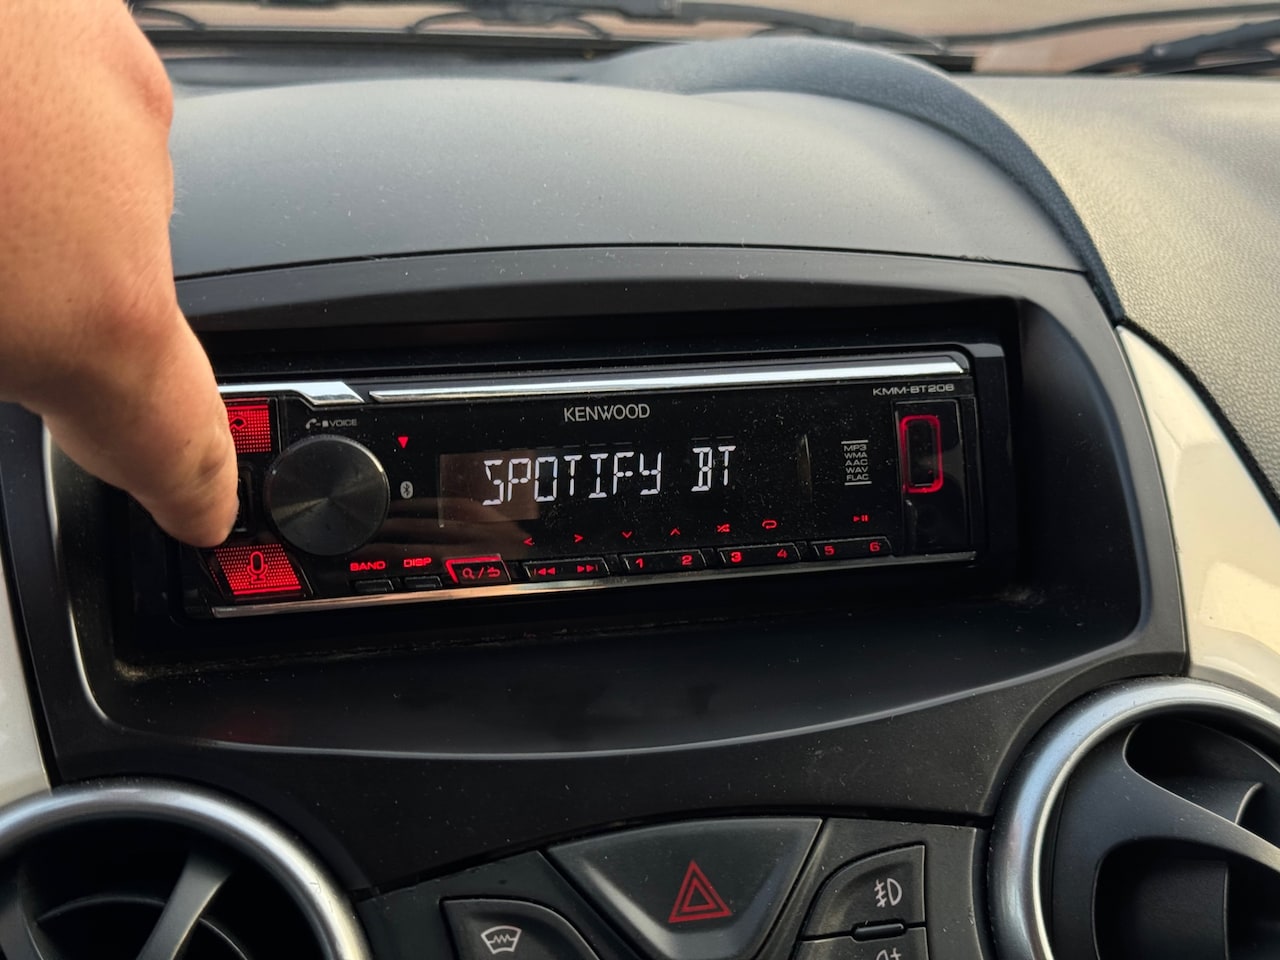 KMM-BT206
KENWOOD
VOICE
SPOTIFY BT
MP3
WMA
AAC
WAV
FLAC
BAND DISP
1 2 3 4 5 6